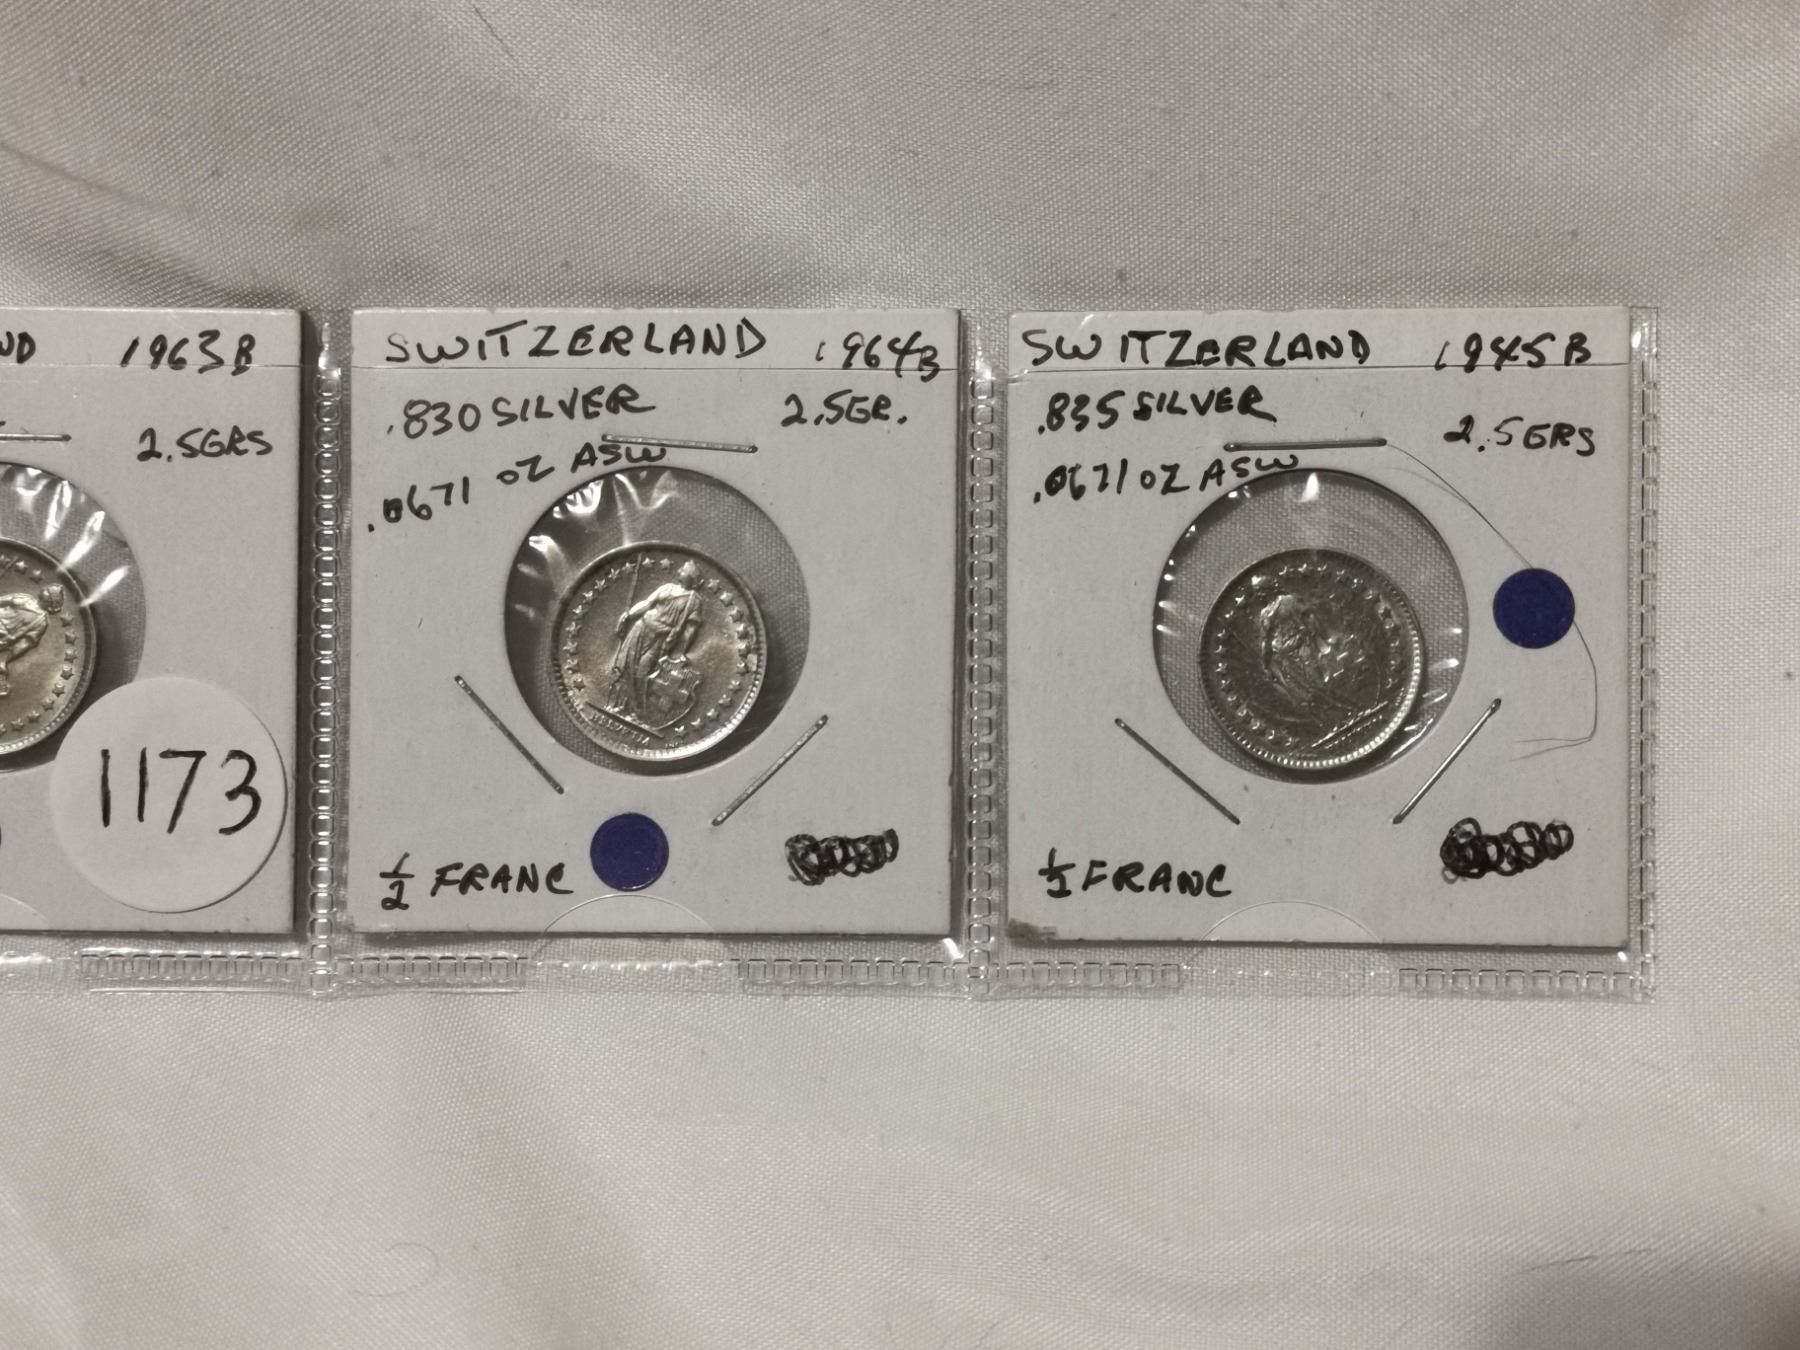 ND 1963B
2.5GRS
1173
SWITZERLAND 1964B
.830 SILVER 2.5GR.
.0671 OZ ASW
HELVETIA
1/2 FRANC
SWITZERLAND 1945B
.835 SILVER 2.5GRS
.0671 OZ ASW
1/2 FRANC